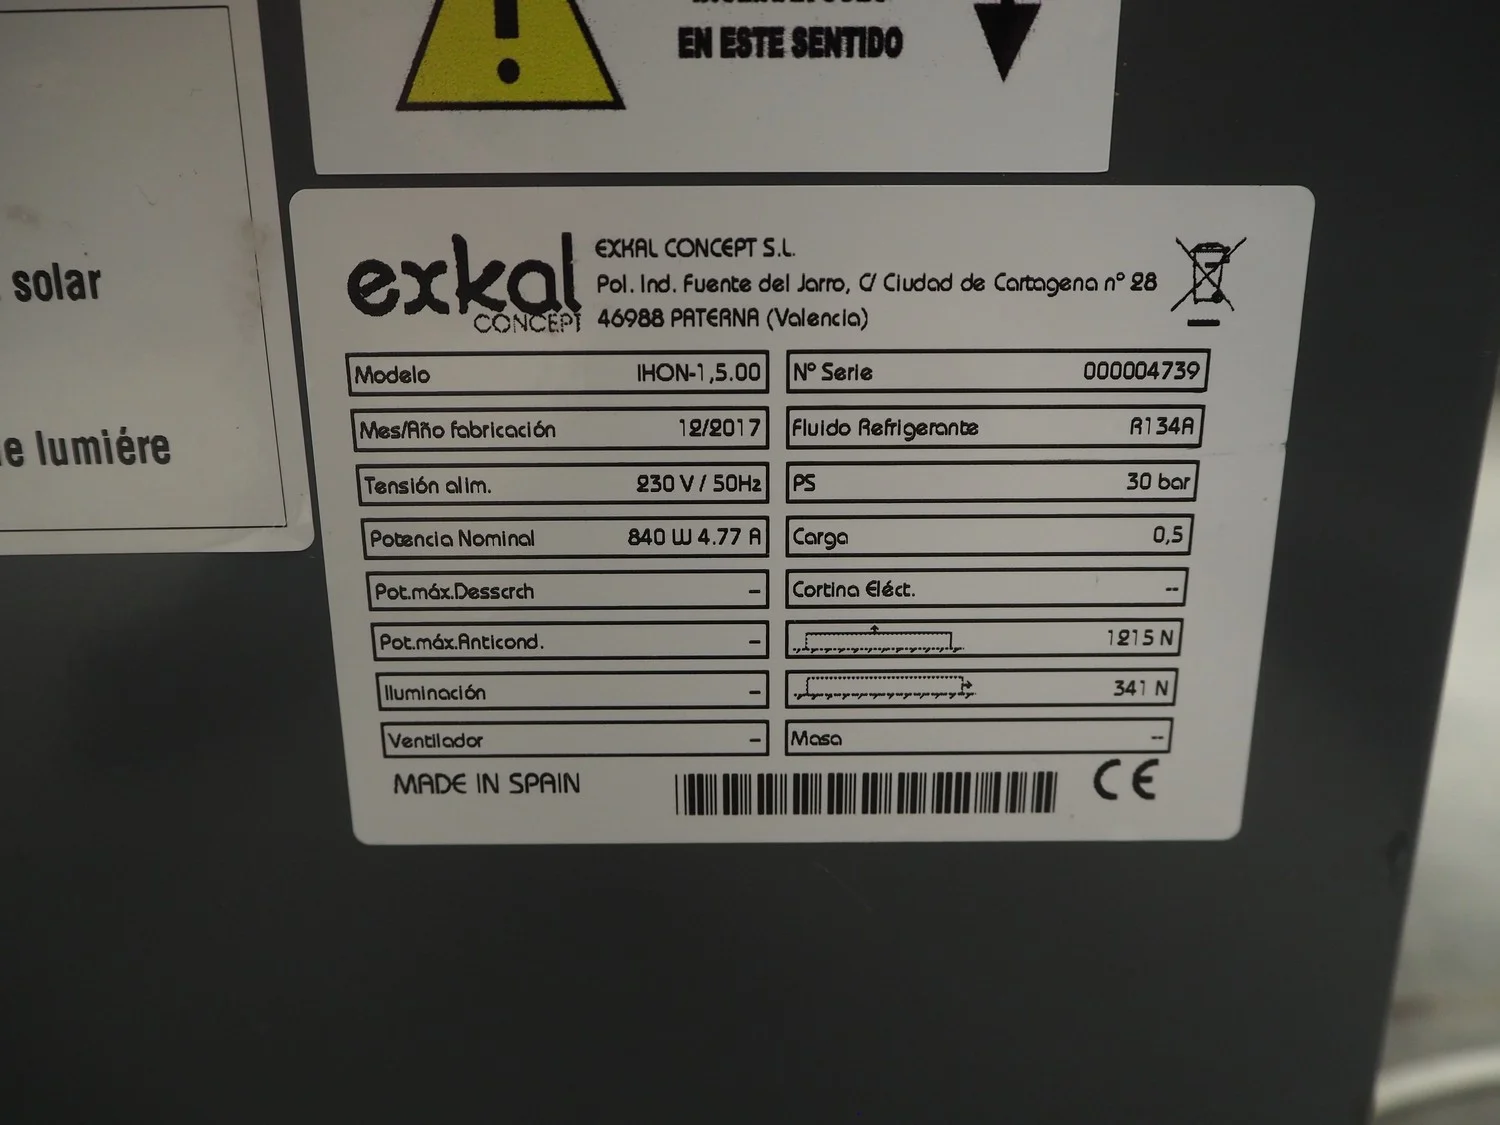 EN ESTE SENTIDO
solar
lumiére
exkal
CONCEPT
EXKAL CONCEPT S.L.
Pol. Ind. Fuente del Jarro, C/ Ciudad de Cartagena nº 28
46988 PATERNA (Valencia)
Modelo IHON-1,5.00
Nº Serie 000004739
Mes/Año fabricación 12/2017
Fluido Refrigerante R134A
Tensión alim. 230 V / 50Hz
PS 30 bar
Potencia Nominal 840 W 4.77 A
Carga 0,5
Pot.máx.Desscrch -
Cortina Eléct. --
Pot.máx.Anticond. -
1215 N
Iluminación -
341 N
Ventilador -
Masa --
MADE IN SPAIN
CE